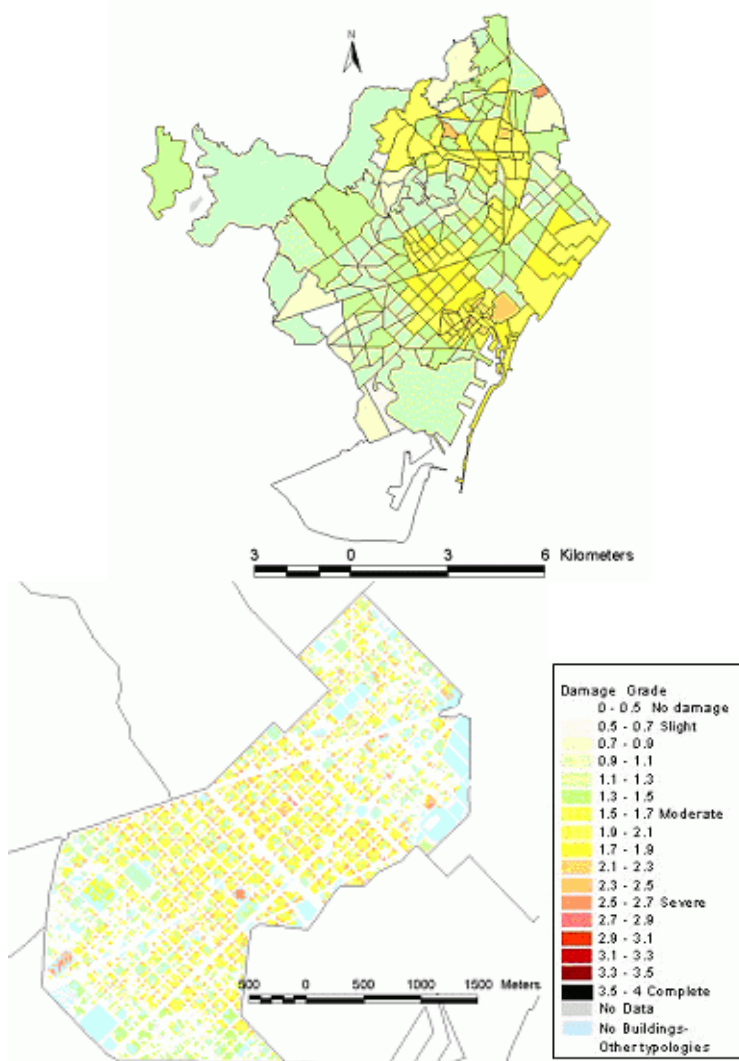 N
3 0 3 6 Kilometers
500 0 500 1000 1500 Meters
Damage Grade
0 - 0.5 No damage
0.5 - 0.7 Slight
0.7 - 0.9
0.9 - 1.1
1.1 - 1.3
1.3 - 1.5
1.5 - 1.7 Moderate
1.9 - 2.1
1.7 - 1.9
2.1 - 2.3
2.3 - 2.5
2.5 - 2.7 Severe
2.7 - 2.9
2.9 - 3.1
3.1 - 3.3
3.3 - 3.5
3.5 - 4 Complete
No Data
No Buildings-
Other typologies